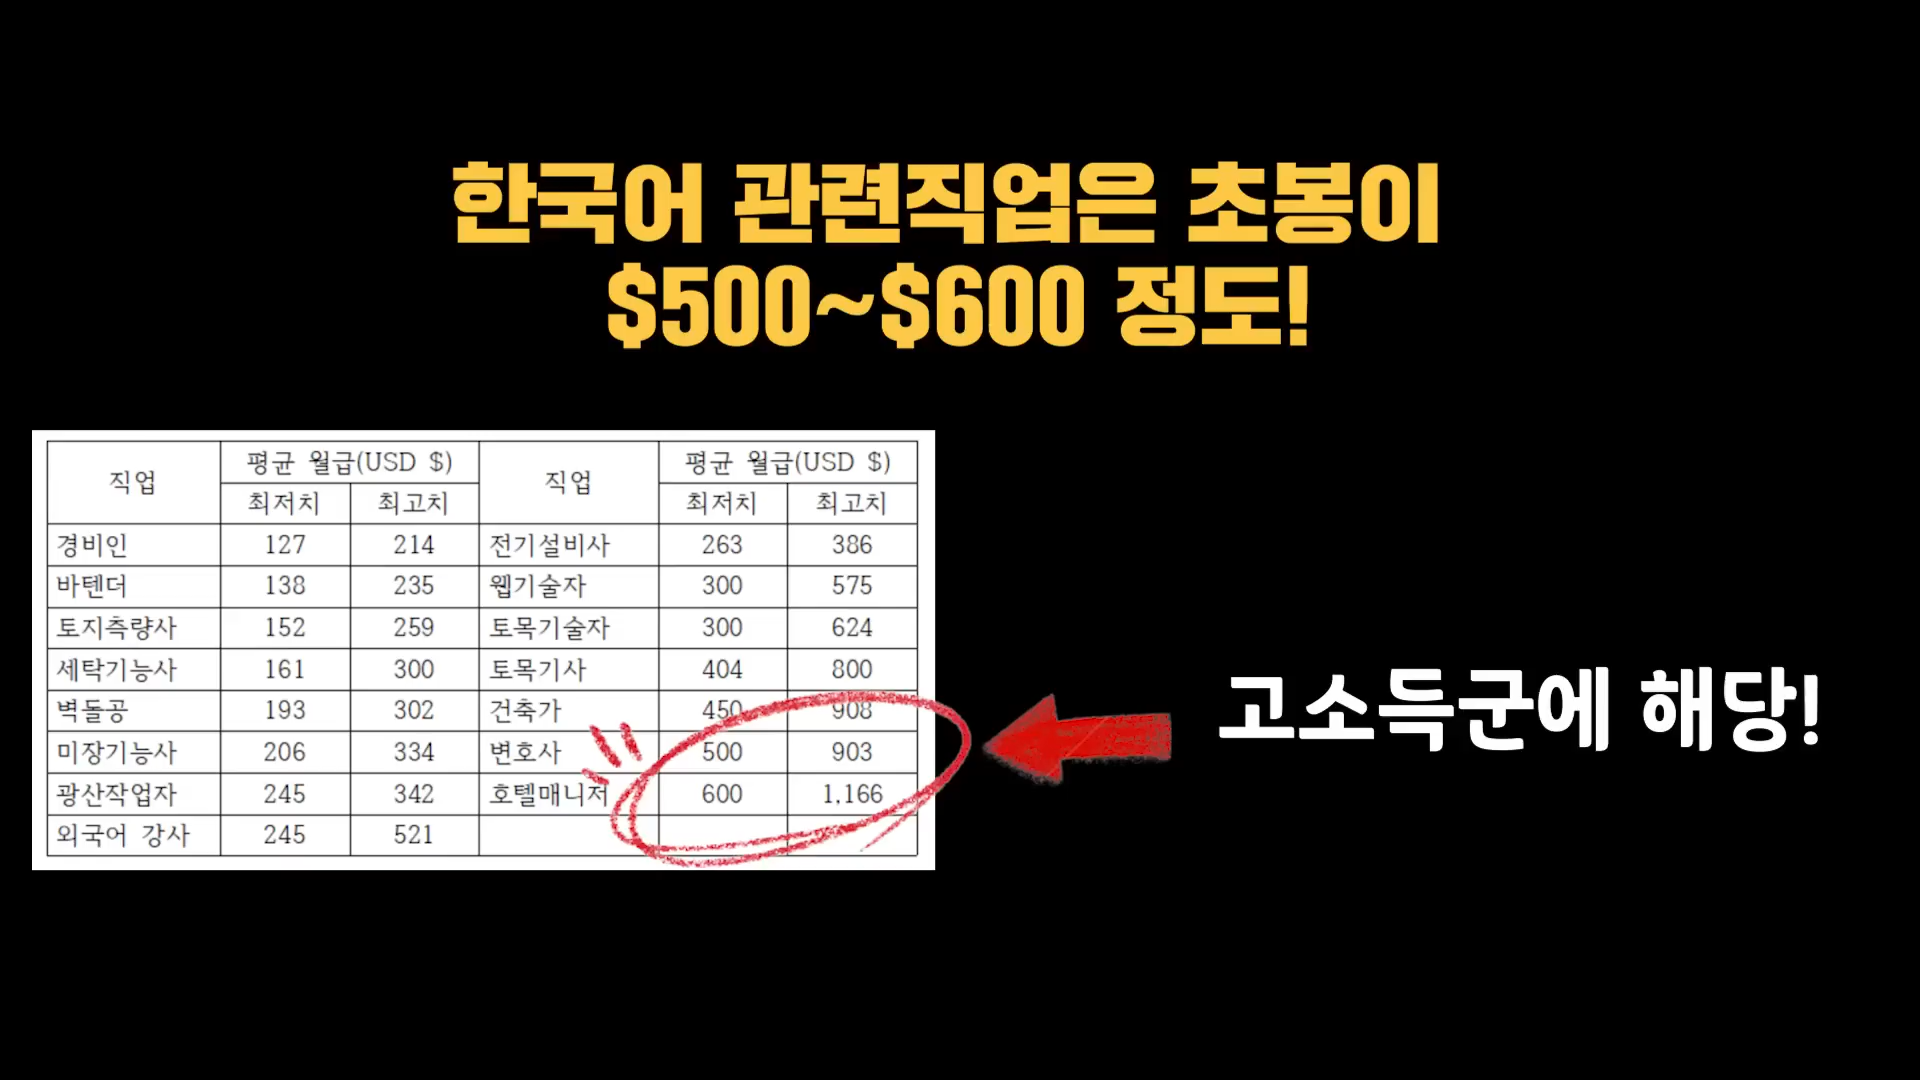 한국어 관련직업은 초봉이
$500~$600 정도!
직업 평균 월급(USD $) 직업 평균 월급(USD $)
최저치 최고치 최저치 최고치
경비인 127 214 전기설비사 263 386
바텐더 138 235 웹기술자 300 575
토지측량사 152 259 토목기술자 300 624
세탁기능사 161 300 토목기사 404 800
벽돌공 193 302 건축가 450 908
미장기능사 206 334 변호사 500 903
광산작업자 245 342 호텔매니저 600 1,166
외국어 강사 245 521
고소득군에 해당!